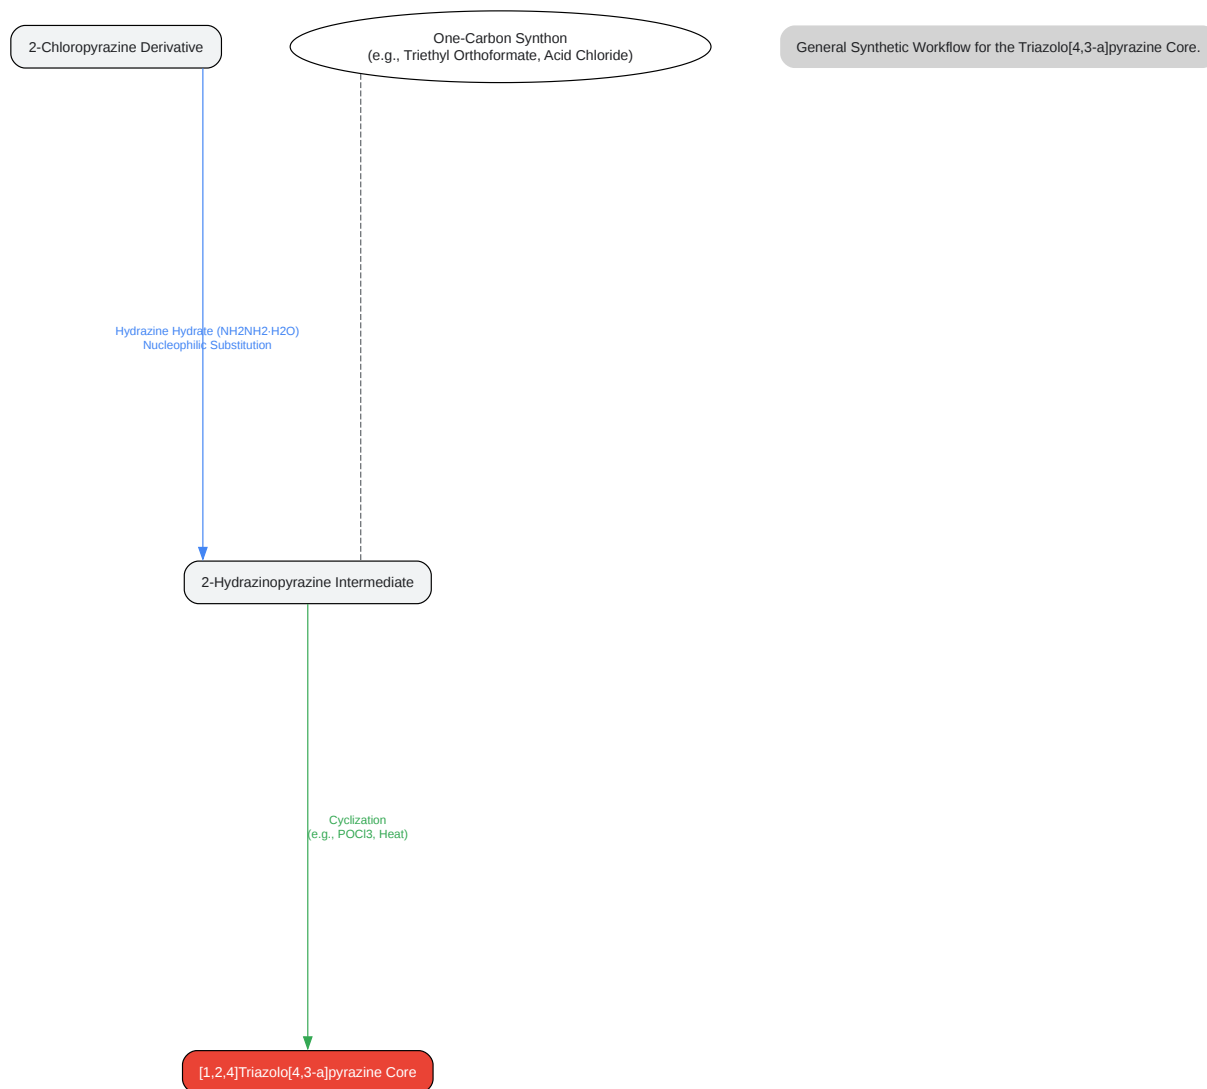 2-Chloropyrazine Derivative
One-Carbon Synthon
(e.g., Triethyl Orthoformate, Acid Chloride)
General Synthetic Workflow for the Triazolo[4,3-a]pyrazine Core.
Hydrazine Hydrate (NH2NH2·H2O)
Nucleophilic Substitution
2-Hydrazinopyrazine Intermediate
Cyclization
(e.g., POCl3, Heat)
[1,2,4]Triazolo[4,3-a]pyrazine Core